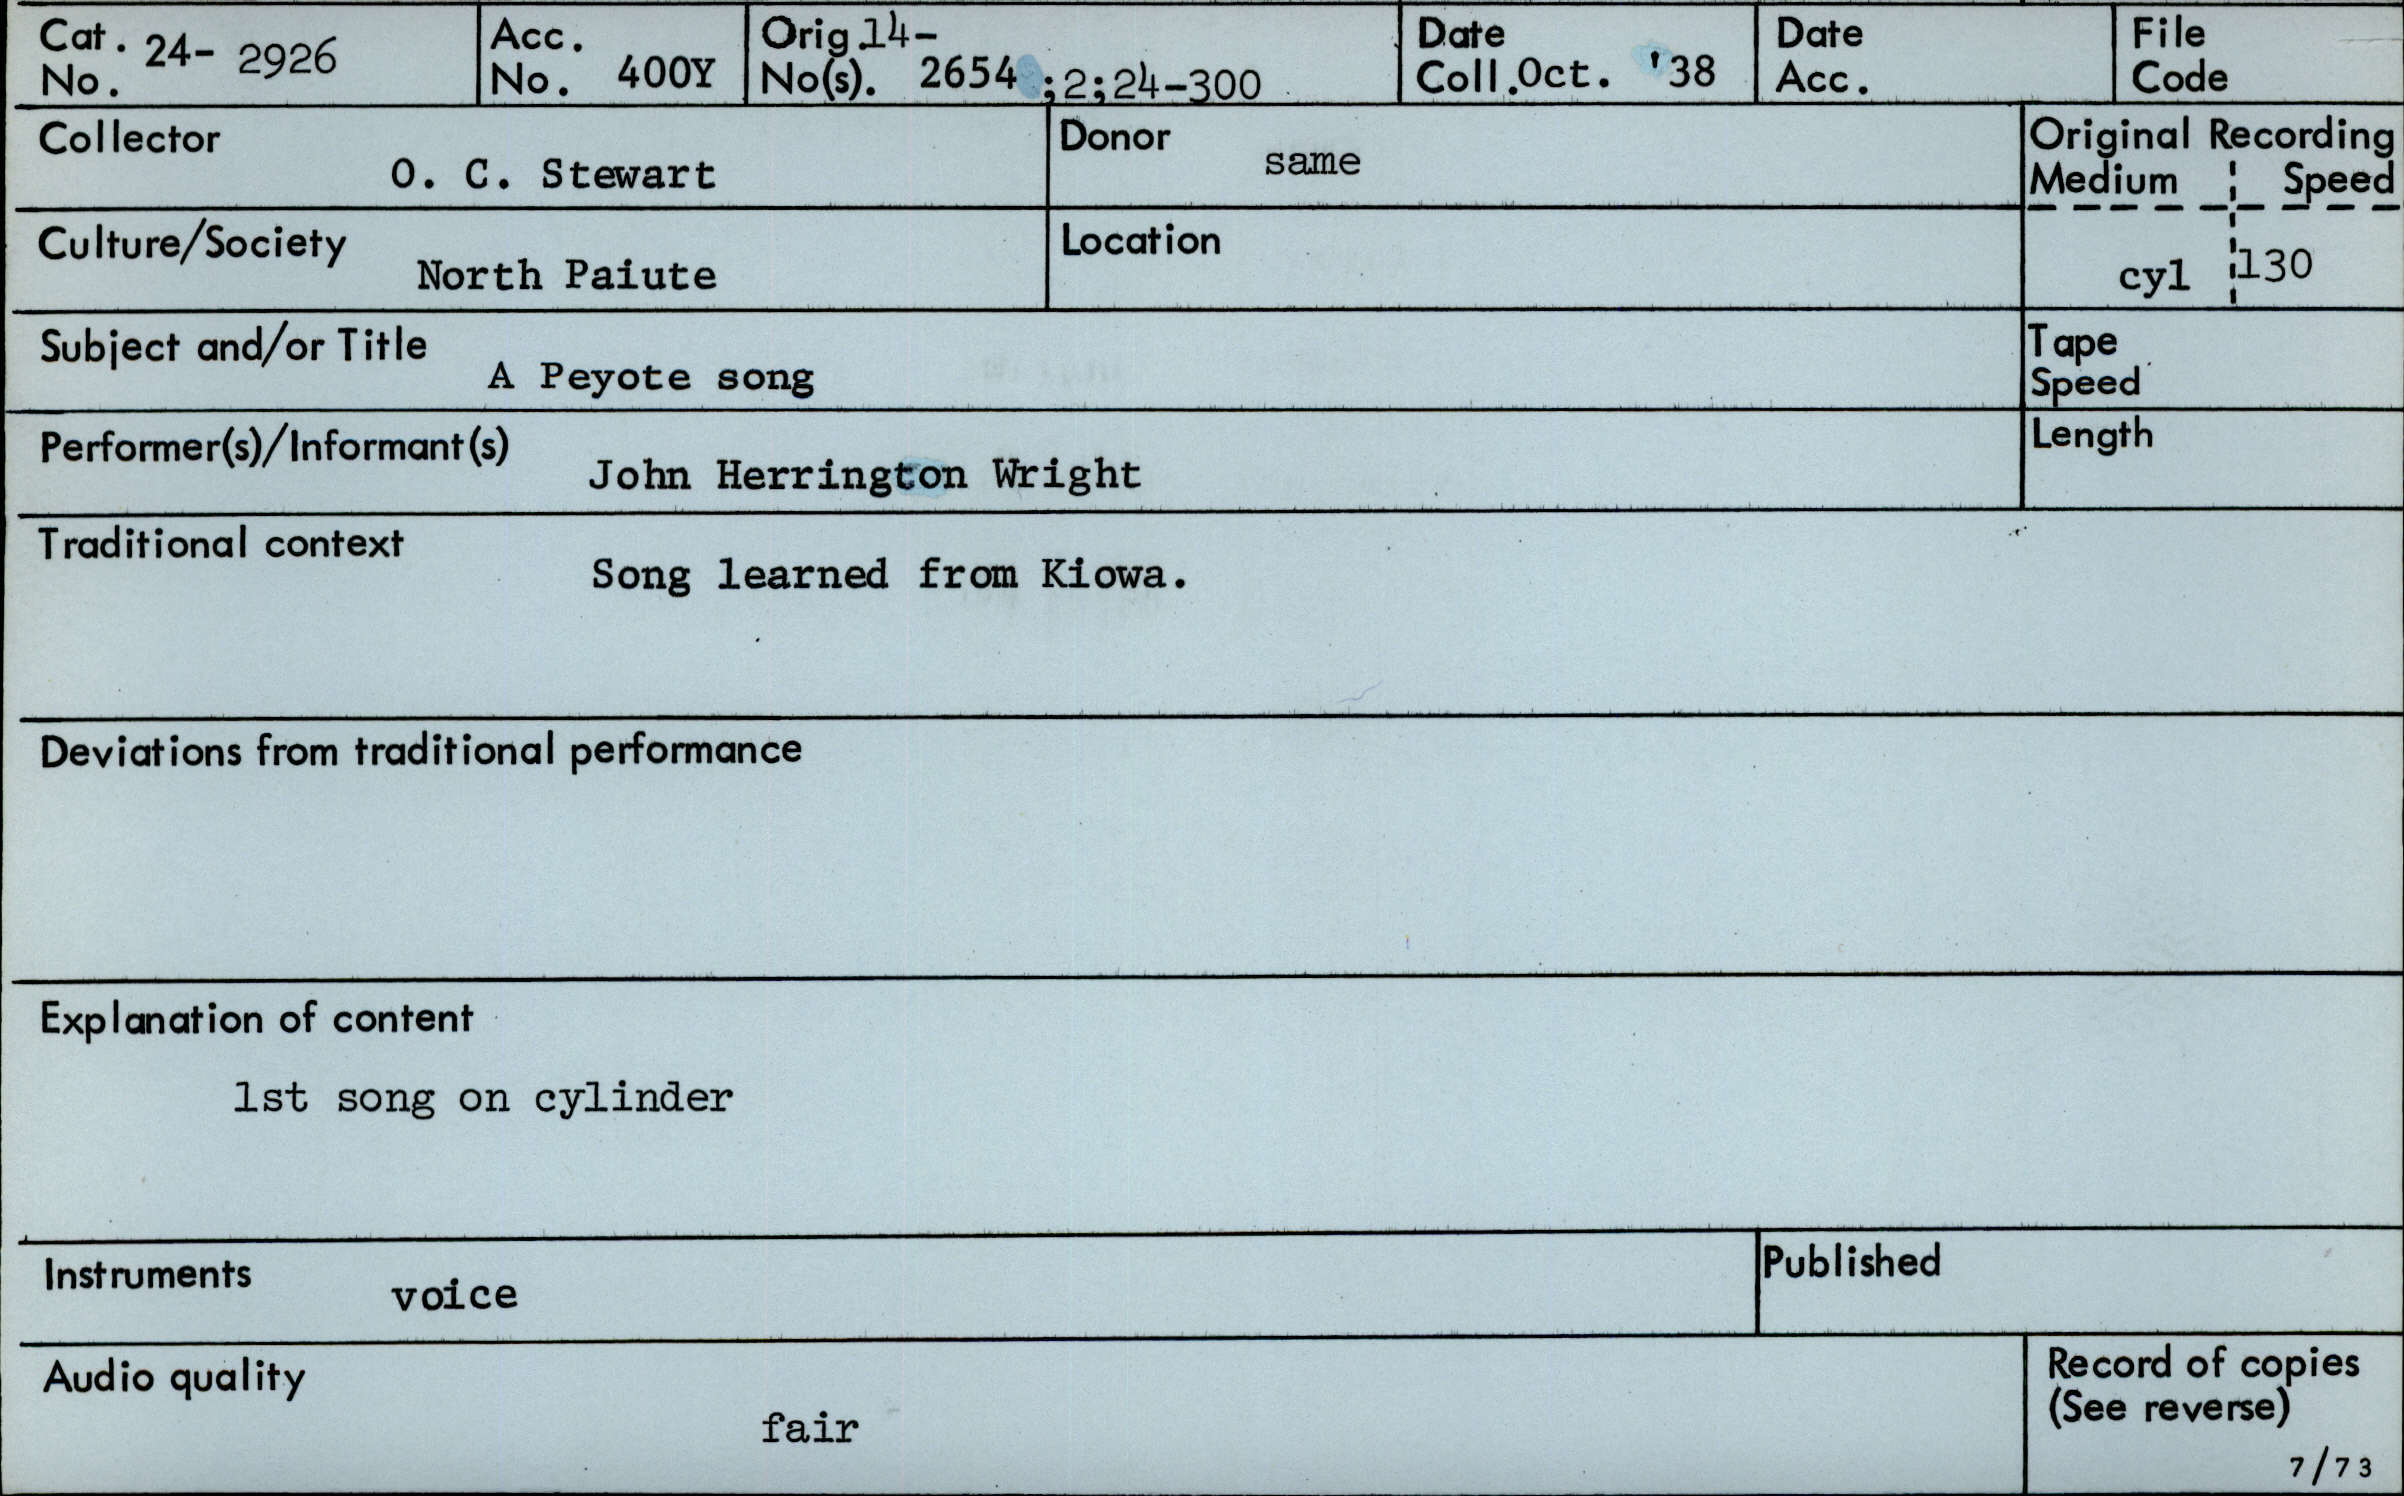 Cat. No. 24- 2926
Acc. No. 400Y
Orig. 14-
No(s). 2654 ;2;24-300
Date Coll. Oct. '38
Date Acc.
File Code
Collector
O. C. Stewart
Donor
same
Original Recording
Medium Speed
cyl 130
Culture/Society
North Paiute
Location
Subject and/or Title
A Peyote song
Tape Speed
Performer(s)/Informant(s)
John Herrington Wright
Length
Traditional context
Song learned from Kiowa.
Deviations from traditional performance
Explanation of content
1st song on cylinder
Instruments
voice
Published
Audio quality
fair
Record of copies
(See reverse)
7/73